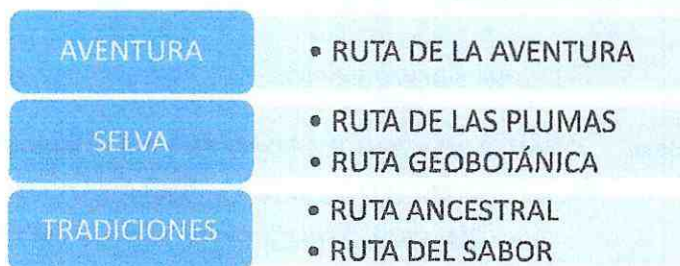 AVENTURA
• RUTA DE LA AVENTURA
SELVA
• RUTA DE LAS PLUMAS
• RUTA GEOBOTÁNICA
TRADICIONES
• RUTA ANCESTRAL
• RUTA DEL SABOR